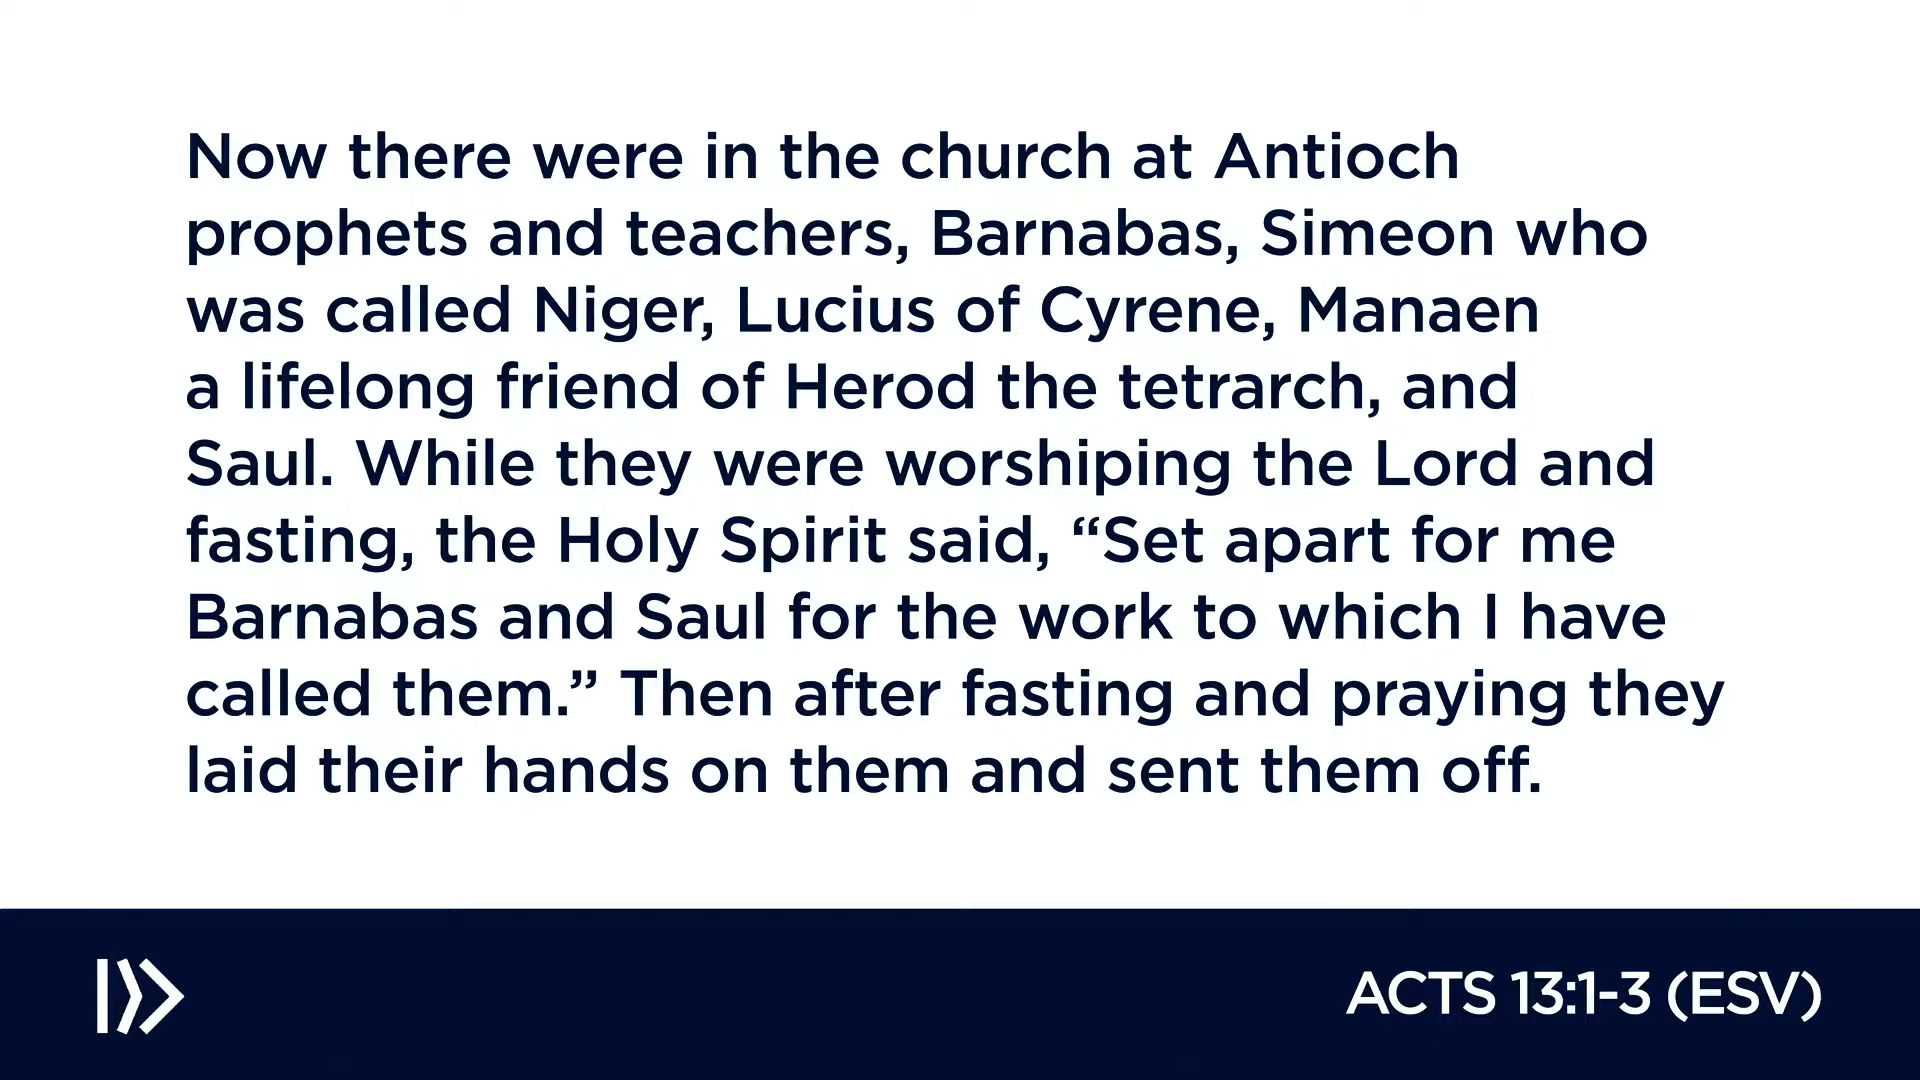 Now there were in the church at Antioch
prophets and teachers, Barnabas, Simeon who
was called Niger, Lucius of Cyrene, Manaen
a lifelong friend of Herod the tetrarch, and
Saul. While they were worshiping the Lord and
fasting, the Holy Spirit said, “Set apart for me
Barnabas and Saul for the work to which I have
called them.” Then after fasting and praying they
laid their hands on them and sent them off.
ACTS 13:1-3 (ESV)